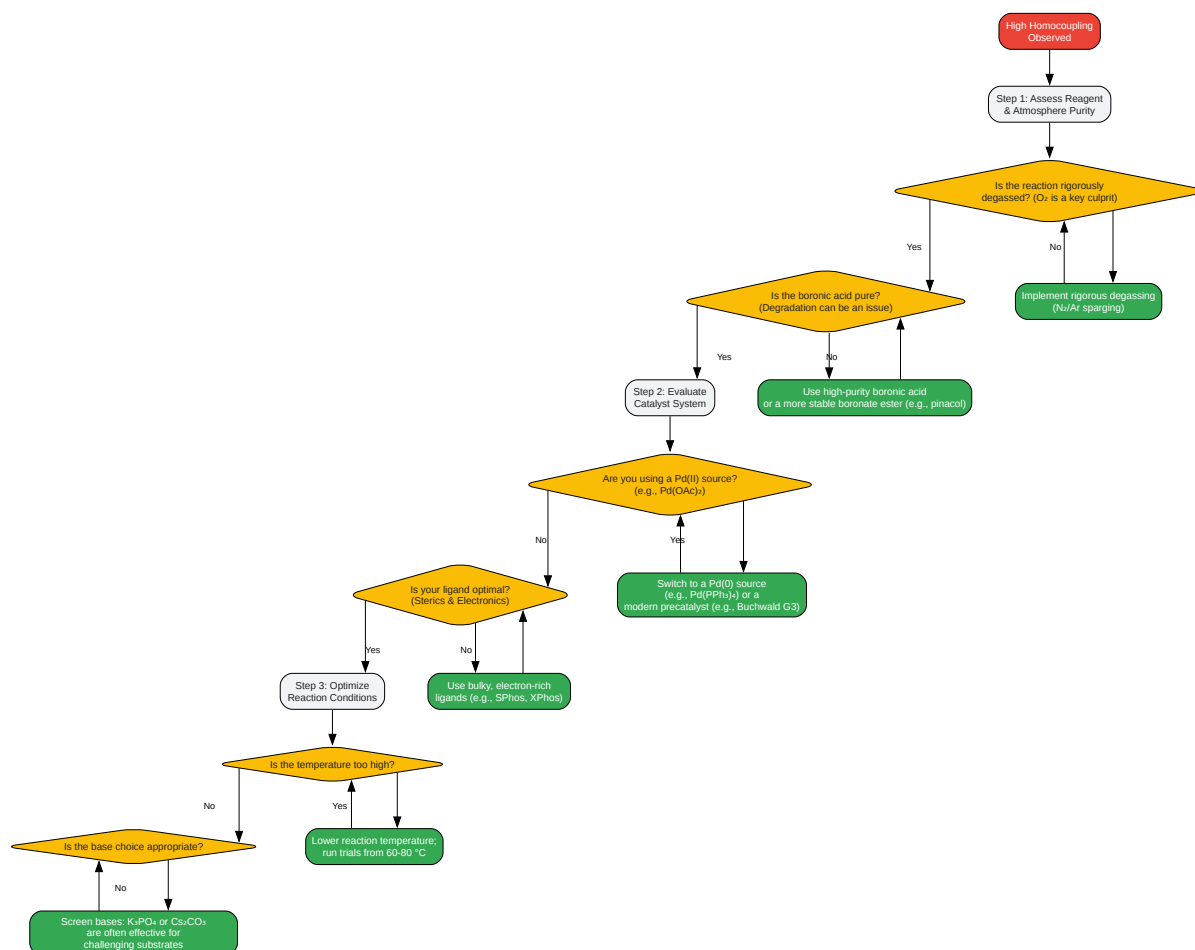 High Homocoupling
Observed
Step 1: Assess Reagent
& Atmosphere Purity
Is the reaction rigorously
degassed? (O₂ is a key culprit)
Yes
No
Implement rigorous degassing
(N₂/Ar sparging)
Is the boronic acid pure?
(Degradation can be an issue)
Yes
No
Use high-purity boronic acid
or a more stable boronate ester (e.g., pinacol)
Step 2: Evaluate
Catalyst System
Are you using a Pd(II) source?
(e.g., Pd(OAc)₂)
No
Yes
Switch to a Pd(0) source
(e.g., Pd(PPh₃)₄) or a
modern precatalyst (e.g., Buchwald G3)
Is your ligand optimal?
(Sterics & Electronics)
Yes
No
Use bulky, electron-rich
ligands (e.g., SPhos, XPhos)
Step 3: Optimize
Reaction Conditions
Is the temperature too high?
No
Yes
Lower reaction temperature;
run trials from 60-80 °C
Is the base choice appropriate?
No
Screen bases: K₃PO₄ or Cs₂CO₃
are often effective for
challenging substrates